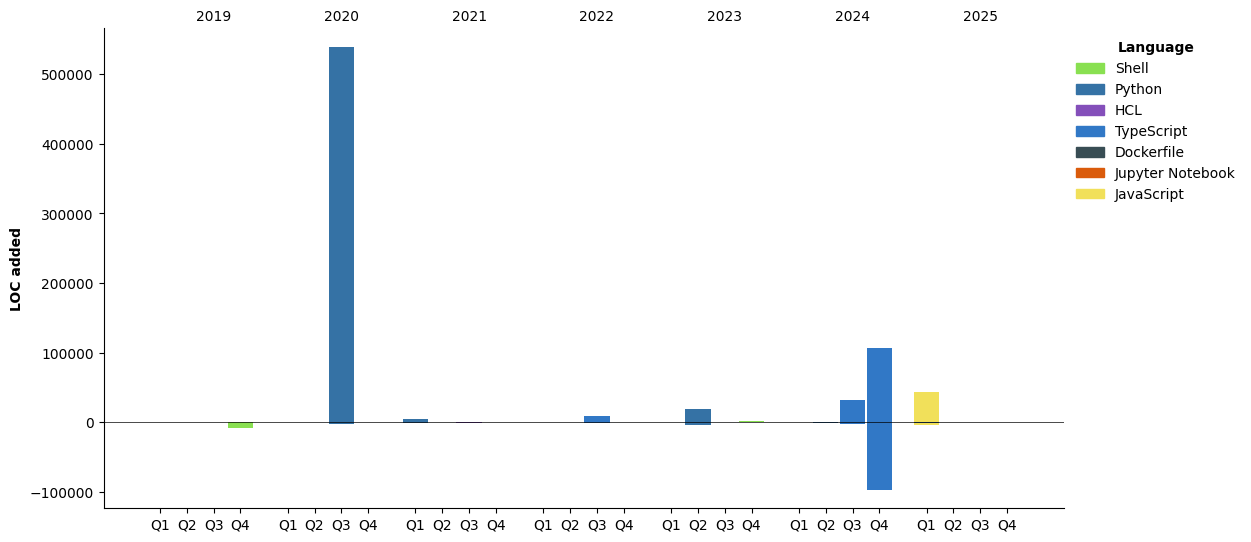 2019 2020 2021 2022 2023 2024 2025
Language
Shell
Python
HCL
TypeScript
Dockerfile
Jupyter Notebook
JavaScript
LOC added
500000
400000
300000
200000
100000
0
−100000
Q1 Q2 Q3 Q4 Q1 Q2 Q3 Q4 Q1 Q2 Q3 Q4 Q1 Q2 Q3 Q4 Q1 Q2 Q3 Q4 Q1 Q2 Q3 Q4 Q1 Q2 Q3 Q4